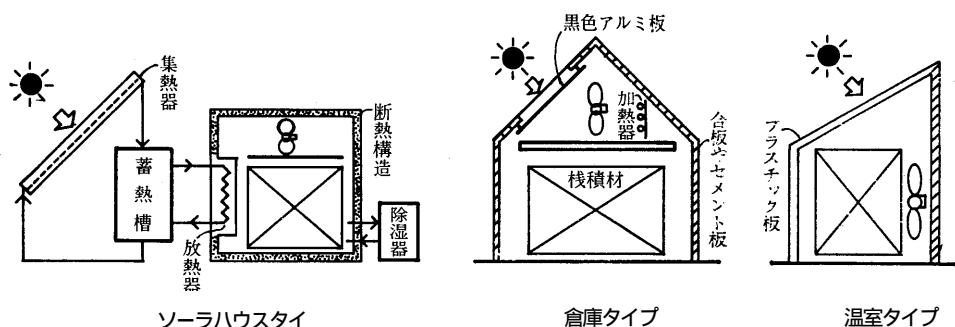 集熱器
蓄熱槽
放熱器
断熱構造
除湿器
ソーラハウスタイ
黒色アルミ板
加熱器
桟積材
合板やセメント板
倉庫タイプ
プラスチック板
温室タイプ